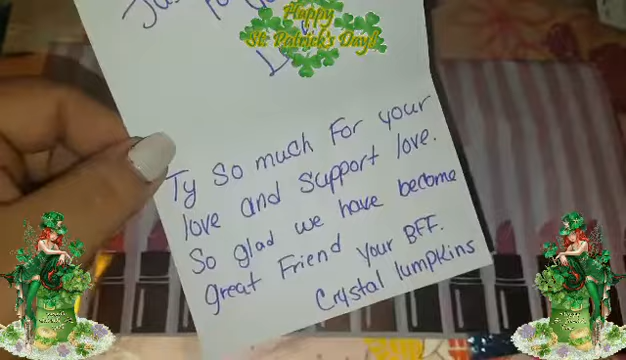 Happy
St. Patrick's Day!
Ty So much For your
love and Support love.
So glad we have become
great Friend your BFF.
Crystal lumpkins